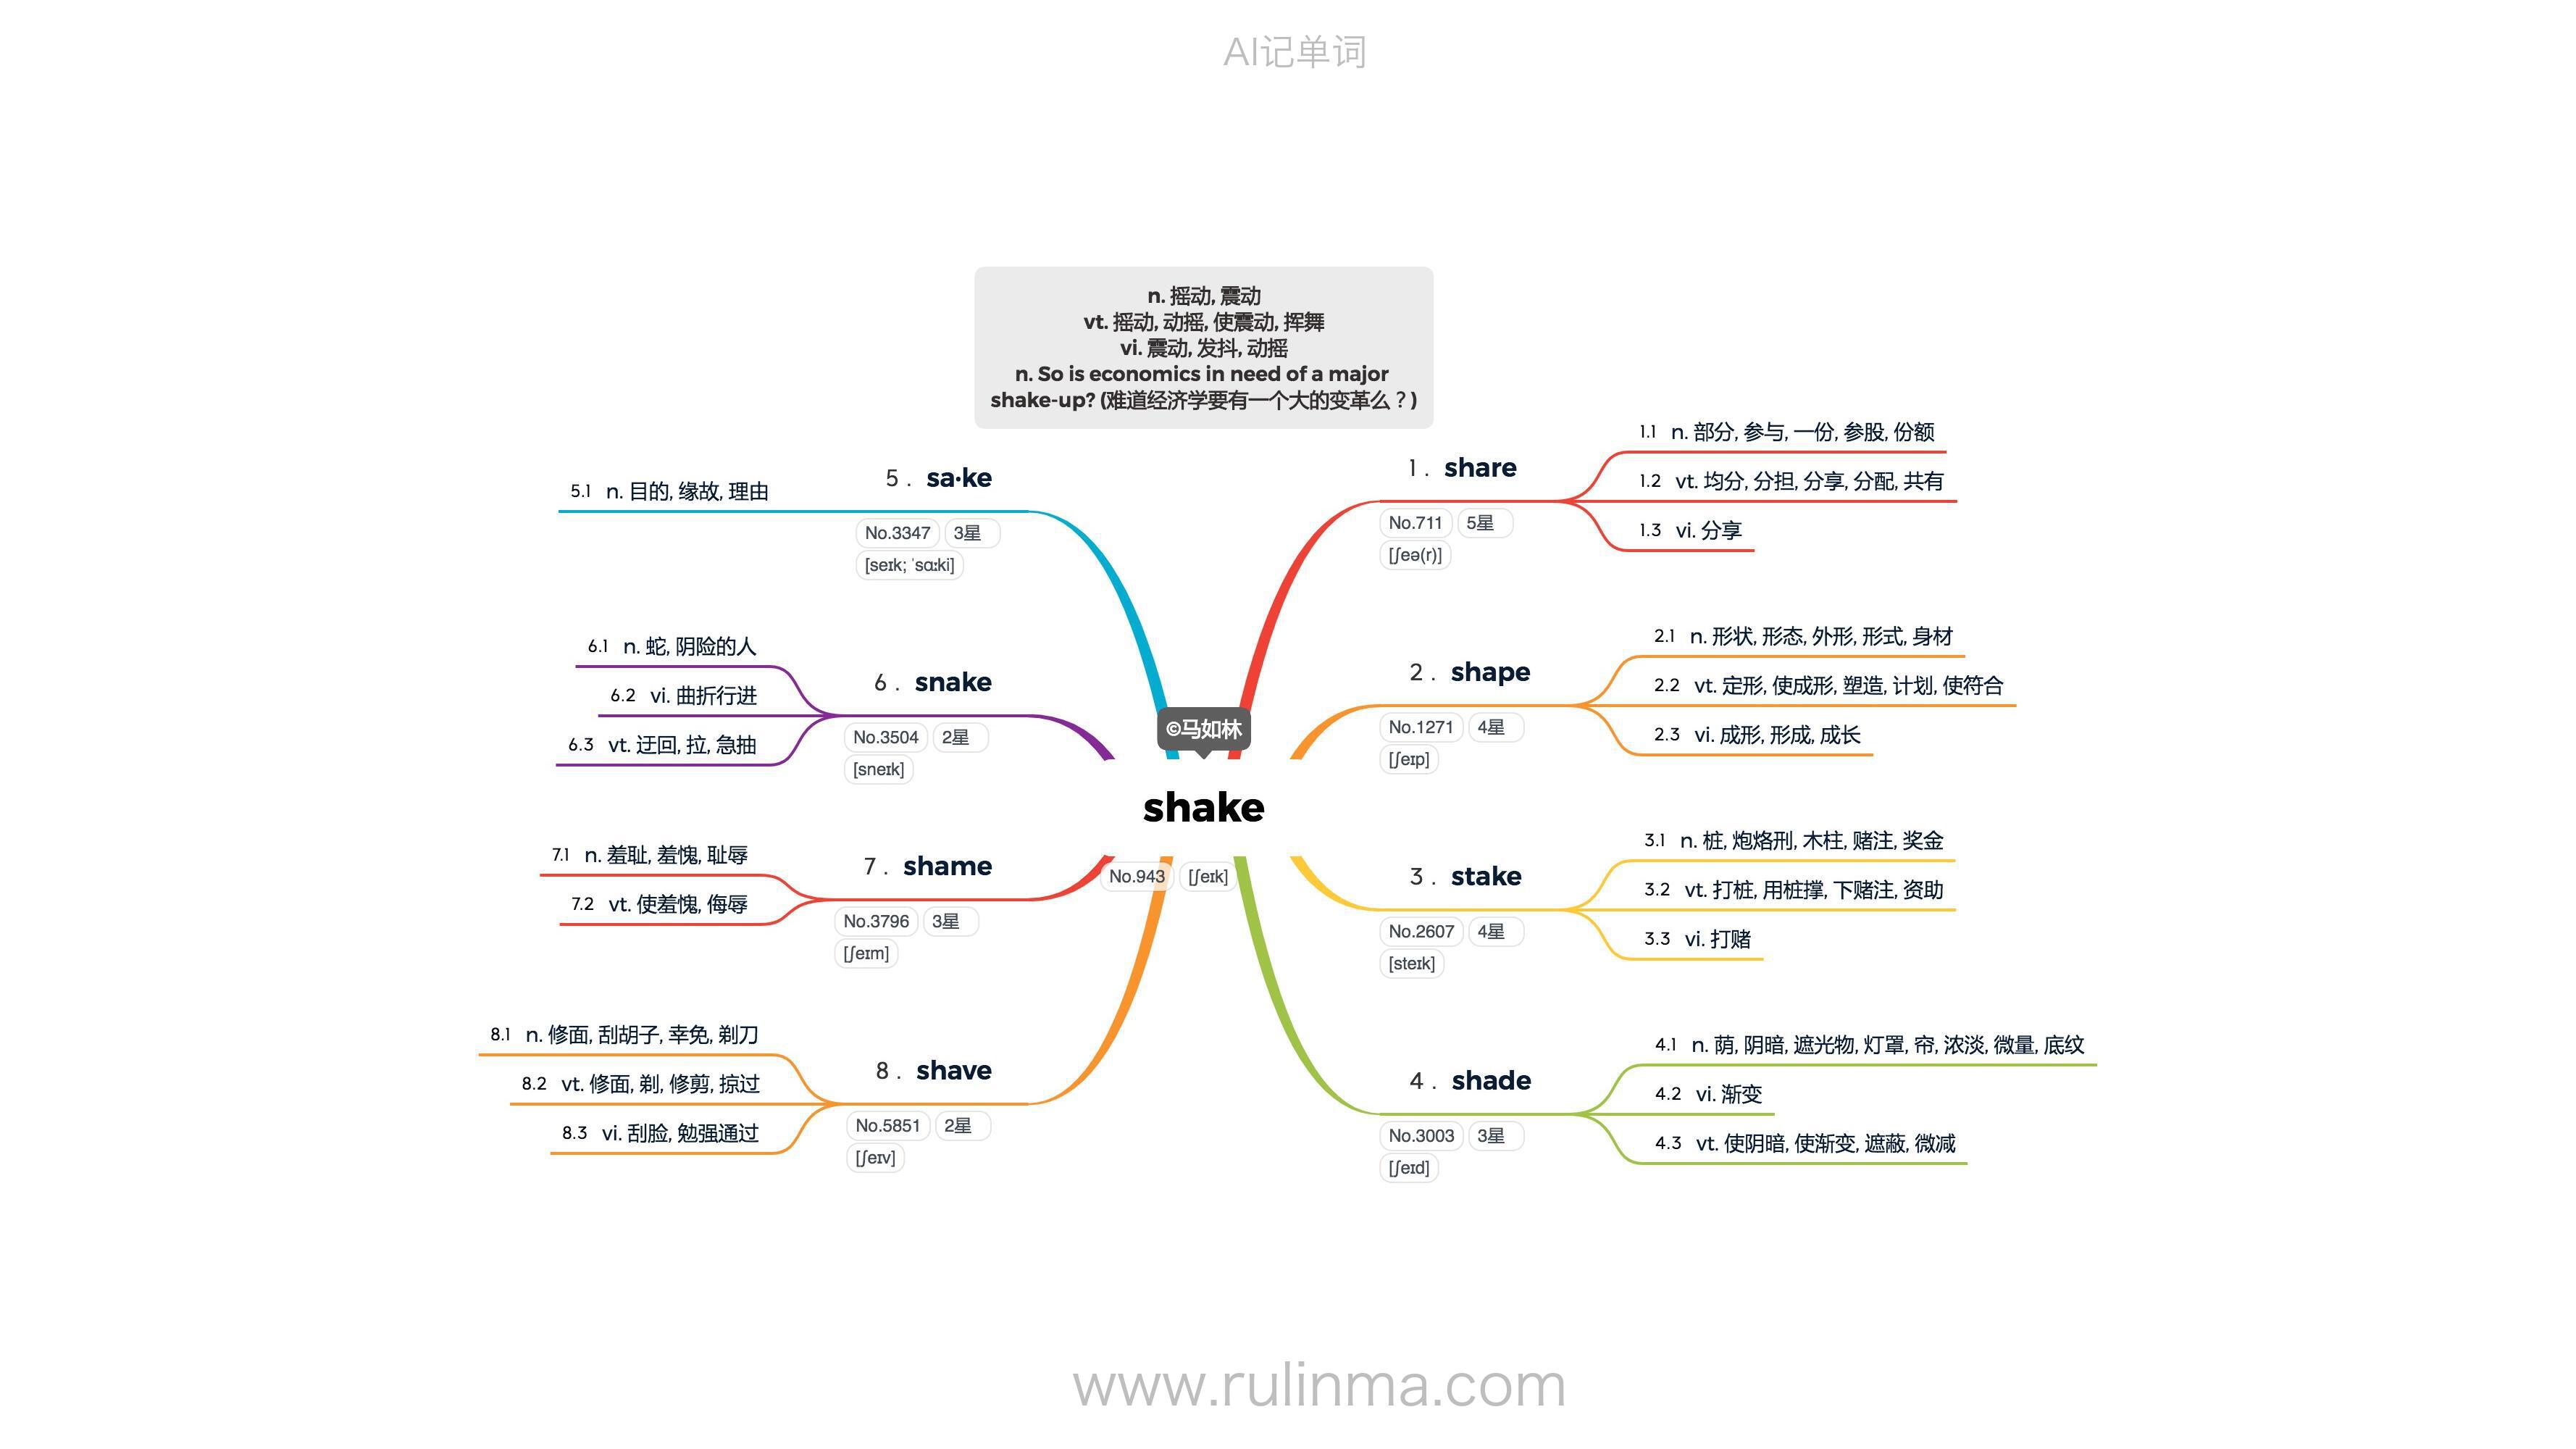 AI记单词
n. 摇动, 震动
vt. 摇动, 动摇, 使震动, 挥舞
vi. 震动, 发抖, 动摇
n. So is economics in need of a major
shake-up? (难道经济学要有一个大的变革么？)
©马如林
shake
No.943 [ʃeɪk]
1. share
No.711 5星
[ʃeə(r)]
1.1 n. 部分, 参与, 一份, 参股, 份额
1.2 vt. 均分, 分担, 分享, 分配, 共有
1.3 vi. 分享
2. shape
No.1271 4星
[ʃeɪp]
2.1 n. 形状, 形态, 外形, 形式, 身材
2.2 vt. 定形, 使成形, 塑造, 计划, 使符合
2.3 vi. 成形, 形成, 成长
3. stake
No.2607 4星
[steɪk]
3.1 n. 桩, 炮烙刑, 木柱, 赌注, 奖金
3.2 vt. 打桩, 用桩撑, 下赌注, 资助
3.3 vi. 打赌
4. shade
No.3003 3星
[ʃeɪd]
4.1 n. 荫, 阴暗, 遮光物, 灯罩, 帘, 浓淡, 微量, 底纹
4.2 vi. 渐变
4.3 vt. 使阴暗, 使渐变, 遮蔽, 微减
5. sa·ke
No.3347 3星
[seɪk; ˈsɑːki]
5.1 n. 目的, 缘故, 理由
6. snake
No.3504 2星
[sneɪk]
6.1 n. 蛇, 阴险的人
6.2 vi. 曲折行进
6.3 vt. 迂回, 拉, 急抽
7. shame
No.3796 3星
[ʃeɪm]
7.1 n. 羞耻, 羞愧, 耻辱
7.2 vt. 使羞愧, 侮辱
8. shave
No.5851 2星
[ʃeɪv]
8.1 n. 修面, 刮胡子, 幸免, 剃刀
8.2 vt. 修面, 剃, 修剪, 掠过
8.3 vi. 刮脸, 勉强通过
www.rulinma.com